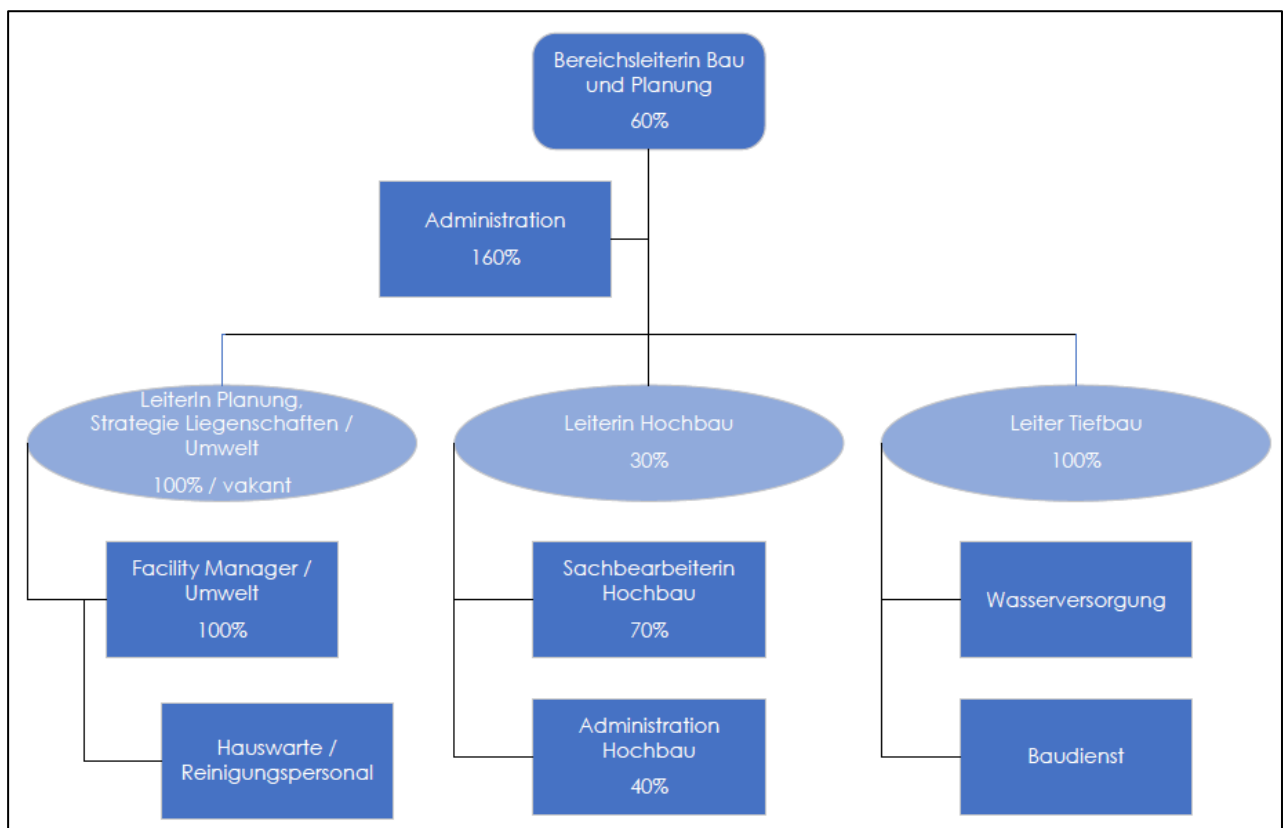 Bereichsleiterin Bau
und Planung
60%
Administration
160%
LeiterIn Planung,
Strategie Liegenschaften /
Umwelt
100% / vakant
Leiterin Hochbau
30%
Leiter Tiefbau
100%
Facility Manager /
Umwelt
100%
Sachbearbeiterin
Hochbau
70%
Wasserversorgung
Hauswarte /
Reinigungspersonal
Administration
Hochbau
40%
Baudienst